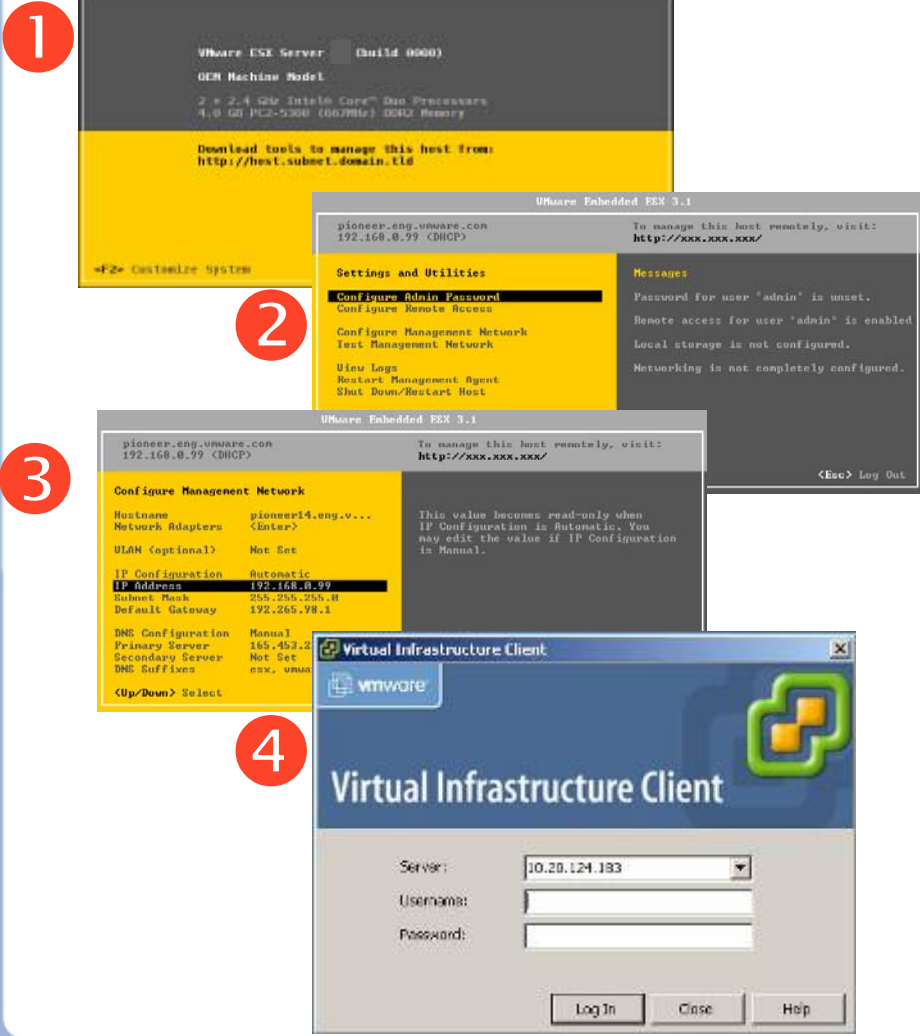 1
VMware ESX Server (build 0000)
OEM Machine Model
2 * 2.4 GHz Intel® Core™ Duo Processors
4.0 GB PC2-5300 (667MHz) DDR2 Memory
Download tools to manage this host from:
http://host.subnet.domain.tld
<F2> Customize System
2
VMware Embedded ESX 3.1
pioneer.eng.vmware.com
192.168.0.99 (DHCP)
To manage this host remotely, visit:
http://xxx.xxx.xxx/
Settings and Utilities
Configure Admin Password
Configure Remote Access
Configure Management Network
Test Management Network
View Logs
Restart Management Agent
Shut Down/Restart Host
Messages
Password for user "admin" is unset.
Remote access for user "admin" is enabled
Local storage is not configured.
Networking is not completely configured.
<Esc> Log Out
3
VMware Embedded ESX 3.1
pioneer.eng.vmware.com
192.168.0.99 (DHCP)
To manage this host remotely, visit:
http://xxx.xxx.xxx/
Configure Management Network
Hostname pioneer14.eng.v...
Network Adapters <Enter>
VLAN (optional) Not Set
IP Configuration Automatic
IP Address 192.168.0.99
Subnet Mask 255.255.255.0
Default Gateway 192.265.98.1
DNS Configuration Manual
Primary Server 165.453.2
Secondary Server Not Set
DNS Suffixes esx, vmwa
<Up/Down> Select
This value becomes read-only when
IP Configuration is Automatic. You
may edit the value if IP Configuration
is Manual.
4
Virtual Infrastructure Client
vmware
Virtual Infrastructure Client
Server: 10.20.124.183
Username:
Password:
Log In Close Help